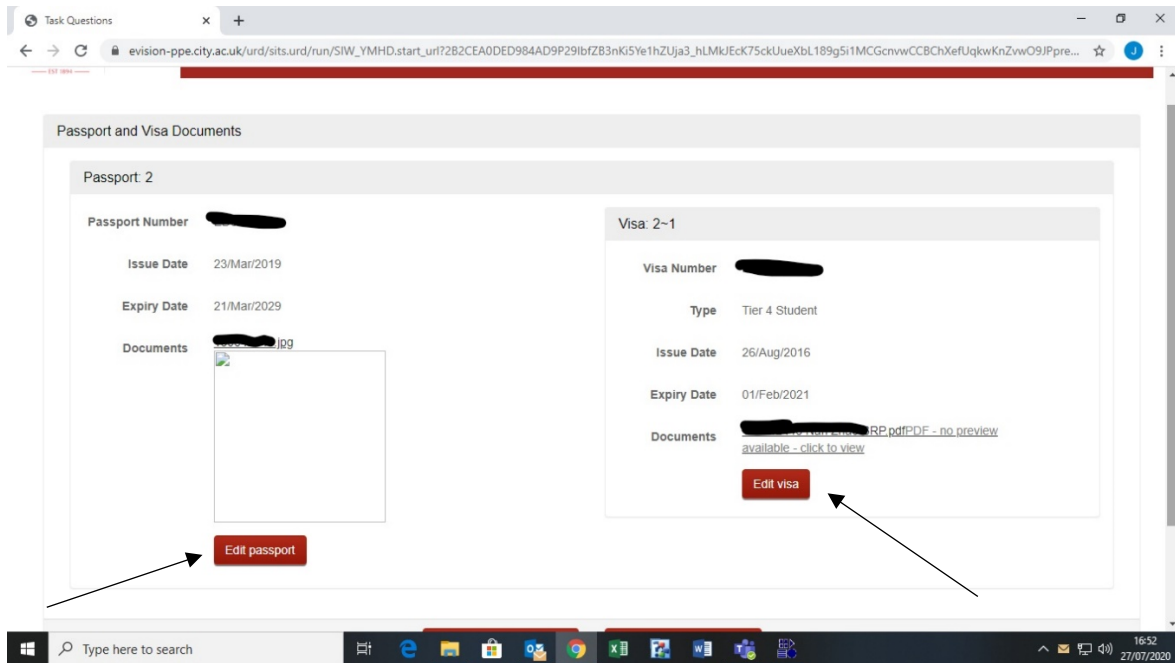 Task Questions
evision-ppe.city.ac.uk/urd/sits.urd/run/SIW_YMHD.start_url?2B2CEA0DED984AD9P29IbfZB3nKi5Ye1hZUja3_hLMkJEcK75ckUueXbL189g5i1MCGcnvwCCBChXefUqkwKnZvwO9JPpre...
J
EST 1894
Passport and Visa Documents
Passport: 2
Passport Number
Issue Date 23/Mar/2019
Expiry Date 21/Mar/2029
Documents .jpg
Edit passport
Visa: 2~1
Visa Number
Type Tier 4 Student
Issue Date 26/Aug/2016
Expiry Date 01/Feb/2021
Documents RP.pdfPDF - no preview
available - click to view
Edit visa
Type here to search
16:52
27/07/2020